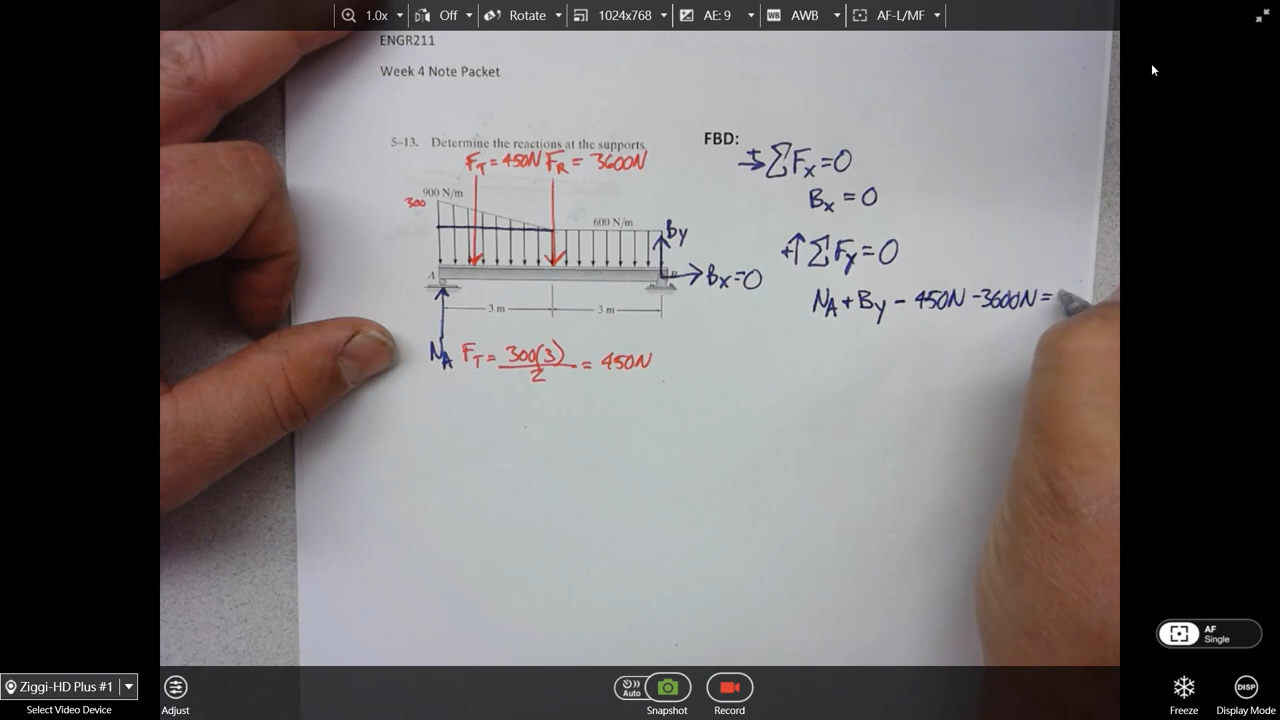 1.0x Off Rotate 1024x768 AE: 9 WB AWB AF-L/MF
ENGR211
Week 4 Note Packet
5–13. Determine the reactions at the supports.
FBD:
F_T = 450N F_R = 3600N
900 N/m
300
600 N/m
By
A
Bx=0
3 m
3 m
N_A
F_T = 300(3)/2 = 450N
+→ ΣF_x = 0
B_x = 0
+↑ ΣF_y = 0
N_A + By - 450N - 3600N =
AF
Single
Ziggi-HD Plus #1
Select Video Device
Adjust
Auto
Snapshot
Record
Freeze
DISP
Display Mode